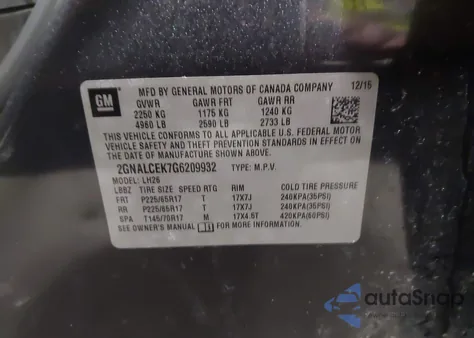 GM
MFD BY GENERAL MOTORS OF CANADA COMPANY 12/15
GVWR GAWR FRT GAWR RR
2250 KG 1175 KG 1240 KG
4960 LB 2590 LB 2733 LB
THIS VEHICLE CONFORMS TO ALL APPLICABLE U.S. FEDERAL MOTOR
VEHICLE SAFETY AND THEFT PREVENTION STANDARDS IN EFFECT ON
THE DATE OF MANUFACTURE SHOWN ABOVE.
2GNALCEK7G6209932 TYPE: M.P.V.
MODEL: LH26
LBBZ TIRE SIZE SPEED RTG RIM COLD TIRE PRESSURE
FRT P225/65R17 T 17X7J 240KPA(35PSI)
RR P225/65R17 T 17X7J 240KPA(35PSI)
SPA T145/70R17 M 17X4.5T 420KPA(60PSI)
SEE OWNER'S MANUAL FOR MORE INFORMATION.
autoSnap